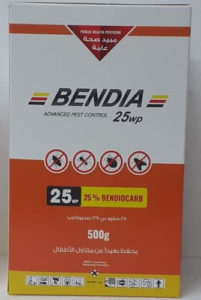 PUBLIC HEALTH PESTICIDE
مبيد صحة
عامة
BENDIA
ADVANCED PEST CONTROL 25WP
25WP 25% BENDIOCARB
500g
يحفظ بعيداً عن متناول الأطفال